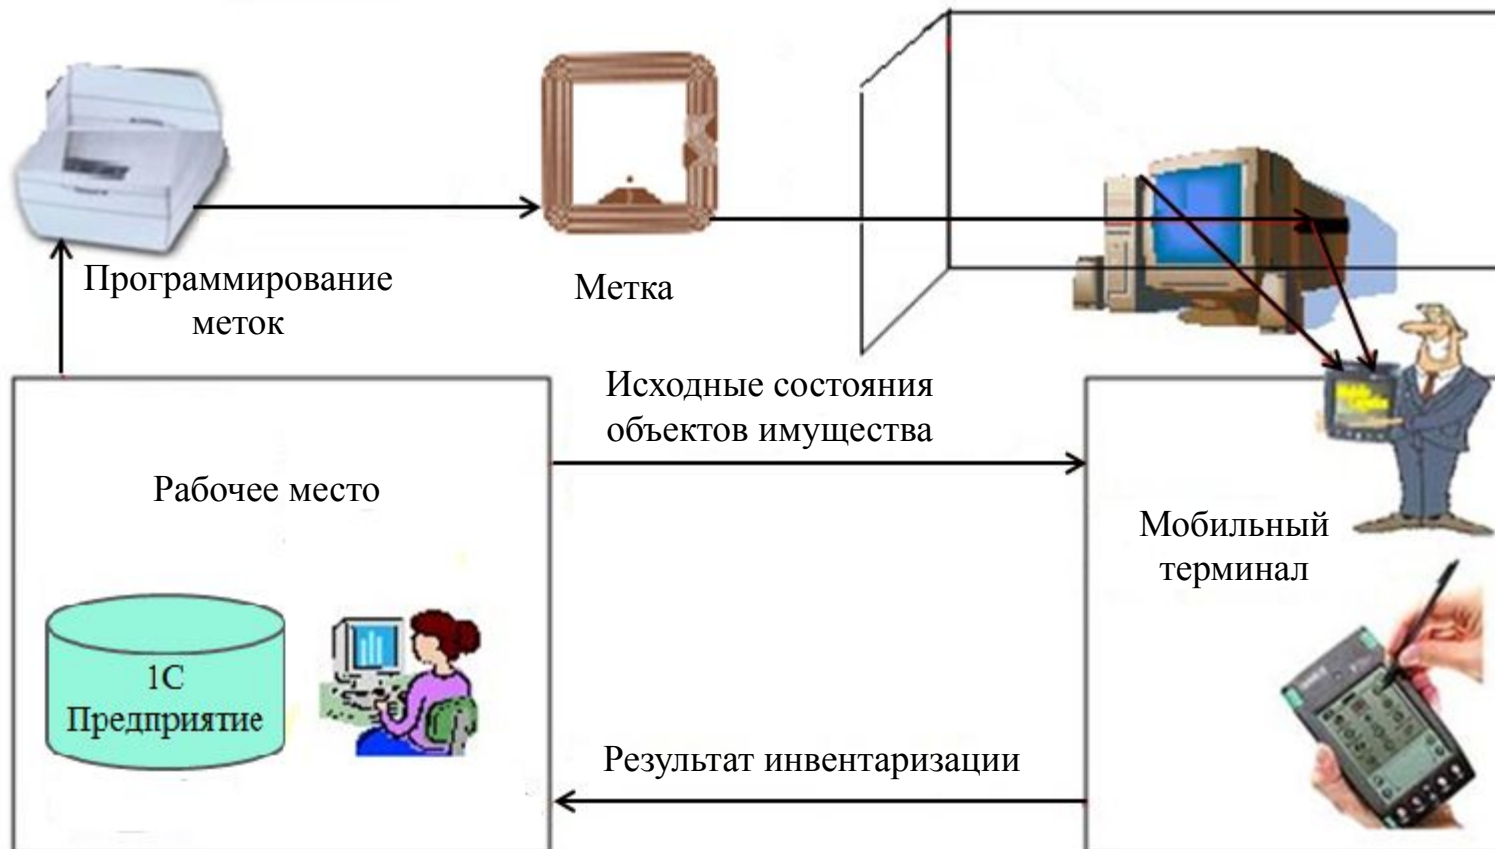 Программирование
меток
Метка
Исходные состояния
объектов имущества
Рабочее место
Мобильный
терминал
1С
Предприятие
Результат инвентаризации